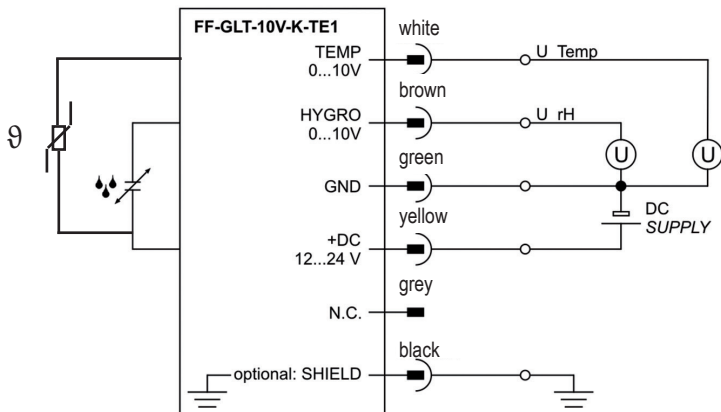 FF-GLT-10V-K-TE1
white
TEMP
0...10V
U Temp
brown
HYGRO
0...10V
U rH
ϑ
U
U
green
GND
DC
SUPPLY
yellow
+DC
12...24 V
grey
N.C.
black
optional: SHIELD